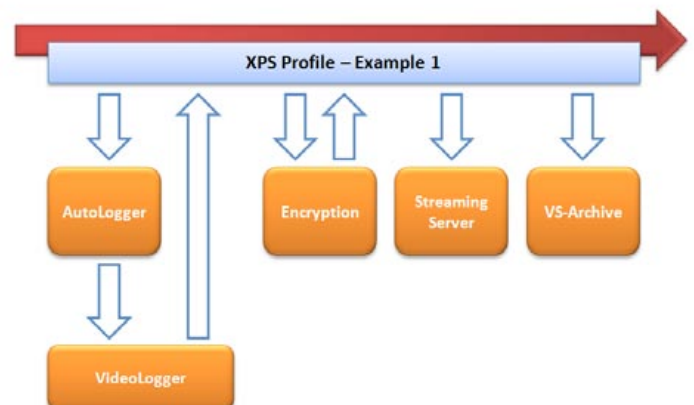 XPS Profile – Example 1
AutoLogger
Encryption
Streaming
Server
VS-Archive
VideoLogger